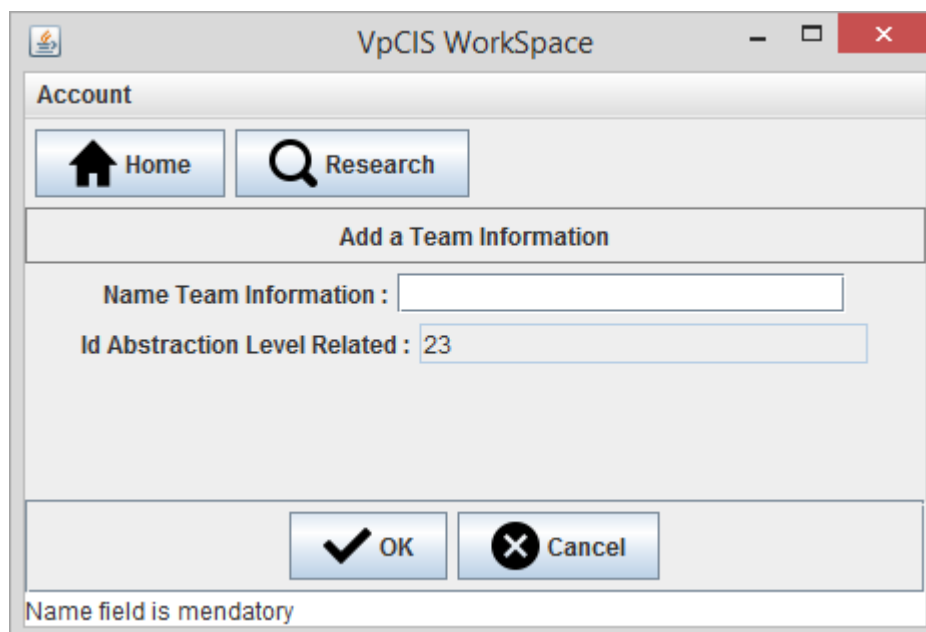 VpCIS WorkSpace
Account
Home Research
Add a Team Information
Name Team Information :
Id Abstraction Level Related : 23
OK Cancel
Name field is mendatory